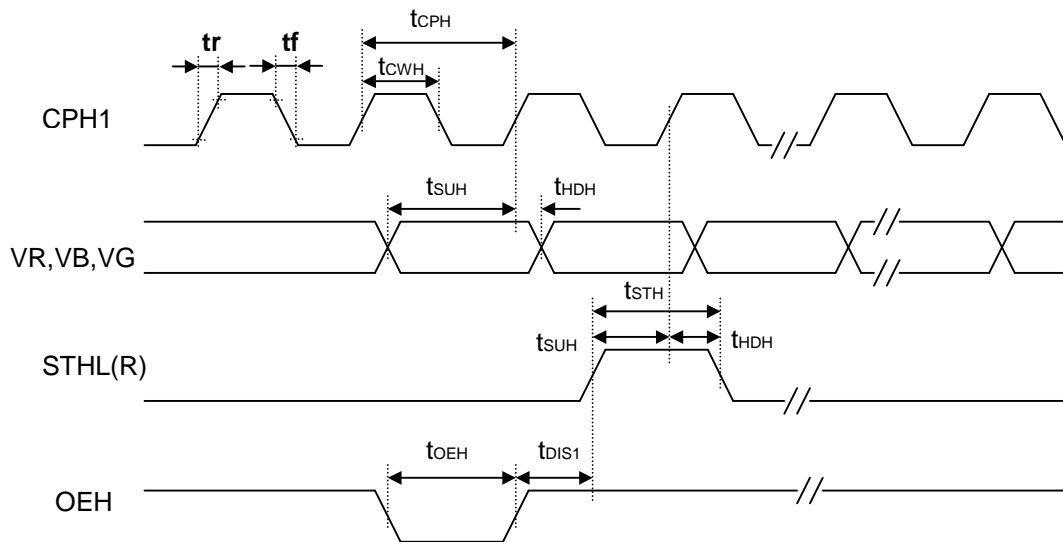 tCPH
tr tf
tCWH
CPH1
tSUH tHDH
VR,VB,VG
tSTH
tSUH tHDH
STHL(R)
tOEH tDIS1
OEH